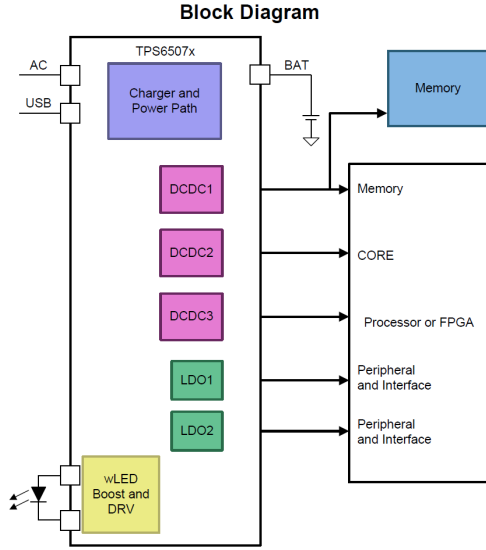 Block Diagram
TPS6507x
AC
USB
BAT
Charger and
Power Path
Memory
DCDC1
Memory
DCDC2
CORE
DCDC3
Processor or FPGA
LDO1
Peripheral
and Interface
LDO2
Peripheral
and Interface
wLED
Boost and
DRV